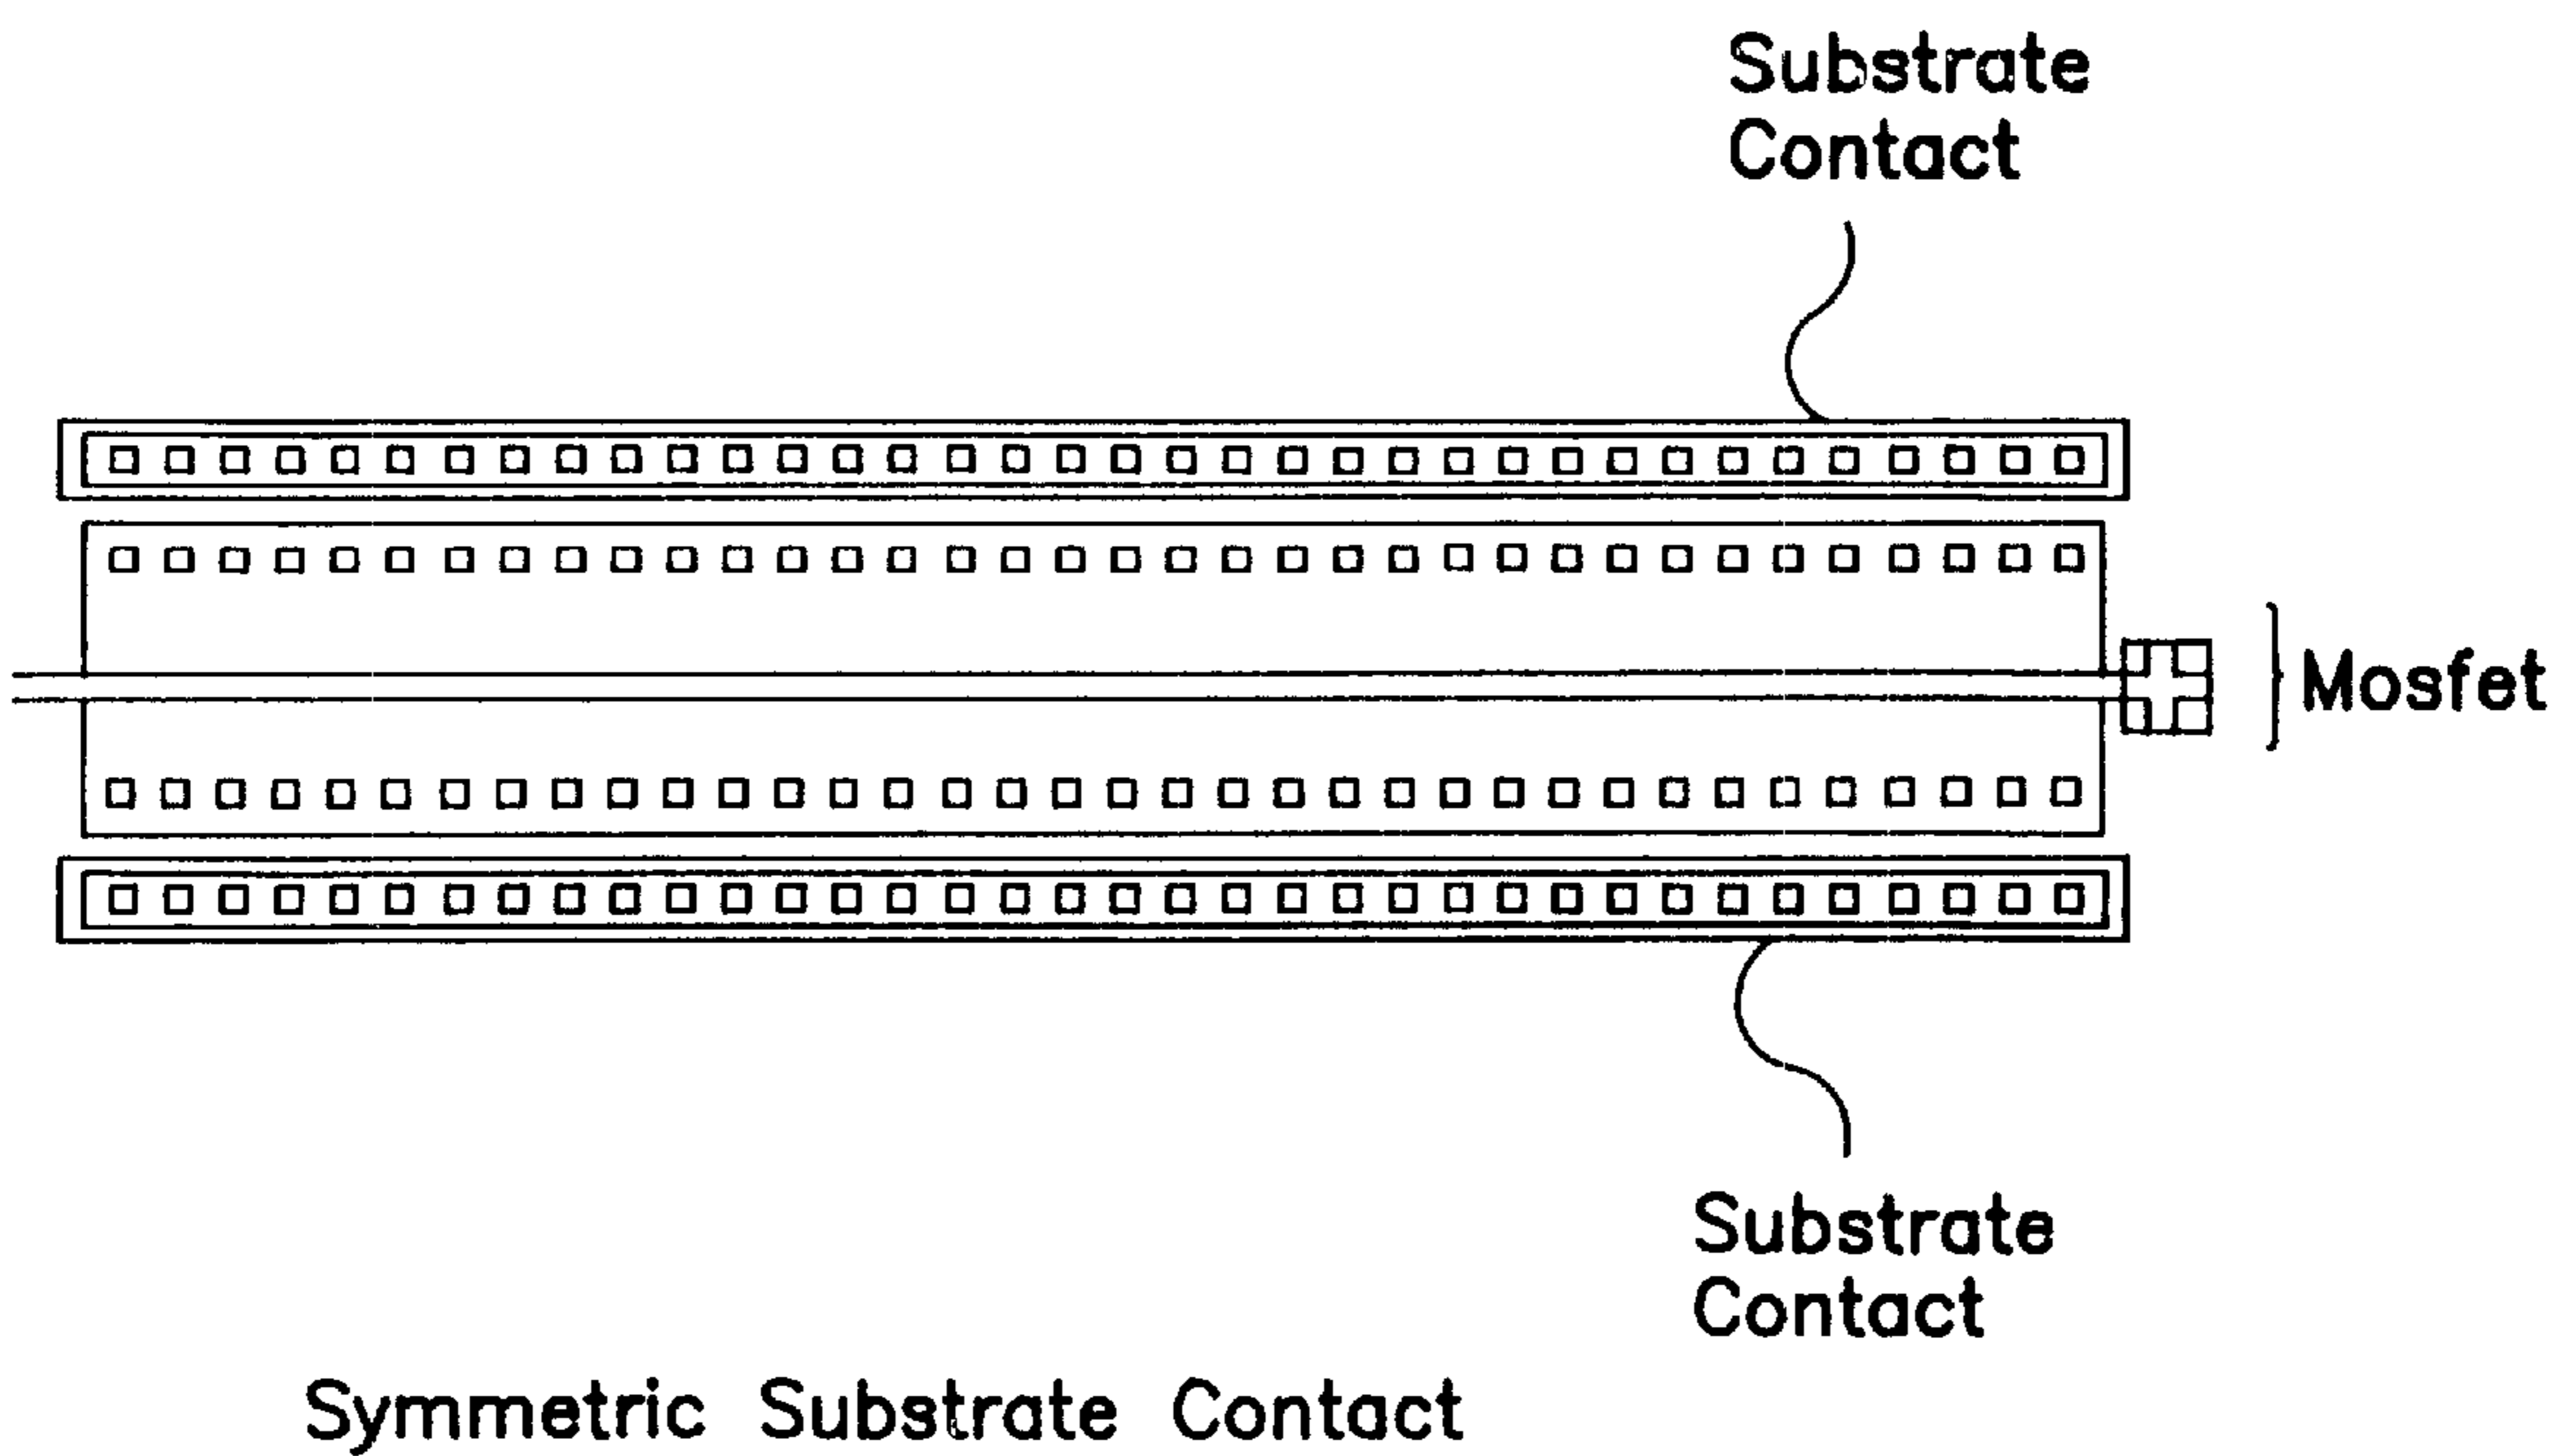 Substrate
Contact
Mosfet
Substrate
Contact
Symmetric Substrate Contact